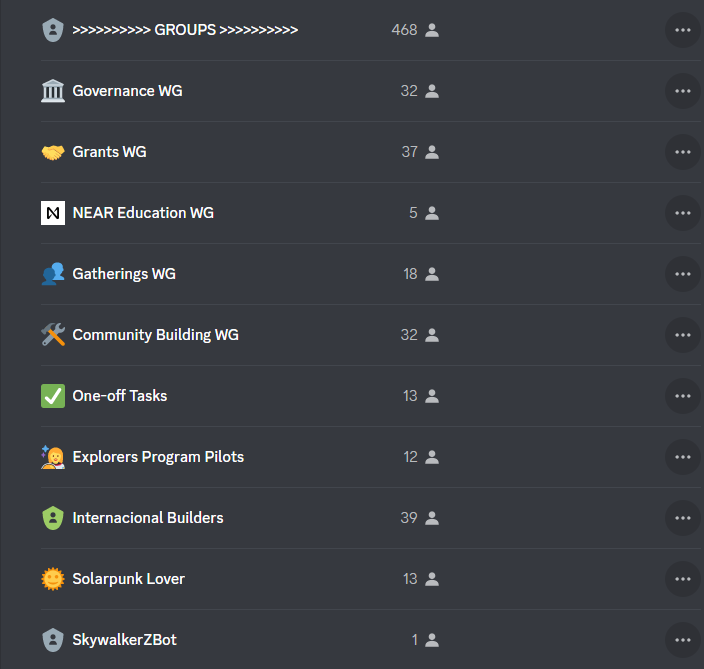 >>>>>>>>>> GROUPS >>>>>>>>>> 468
Governance WG 32
Grants WG 37
NEAR Education WG 5
Gatherings WG 18
Community Building WG 32
One-off Tasks 13
Explorers Program Pilots 12
Internacional Builders 39
Solarpunk Lover 13
SkywalkerZBot 1